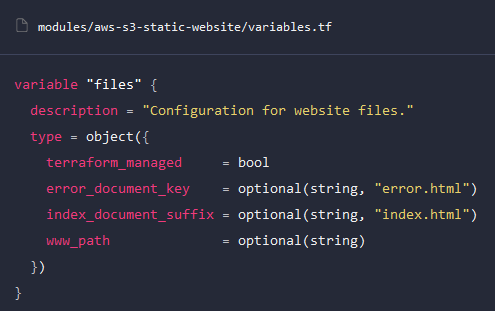 modules/aws-s3-static-website/variables.tf
variable "files" {
  description = "Configuration for website files."
  type = object({
    terraform_managed     = bool
    error_document_key    = optional(string, "error.html")
    index_document_suffix = optional(string, "index.html")
    www_path              = optional(string)
  })
}